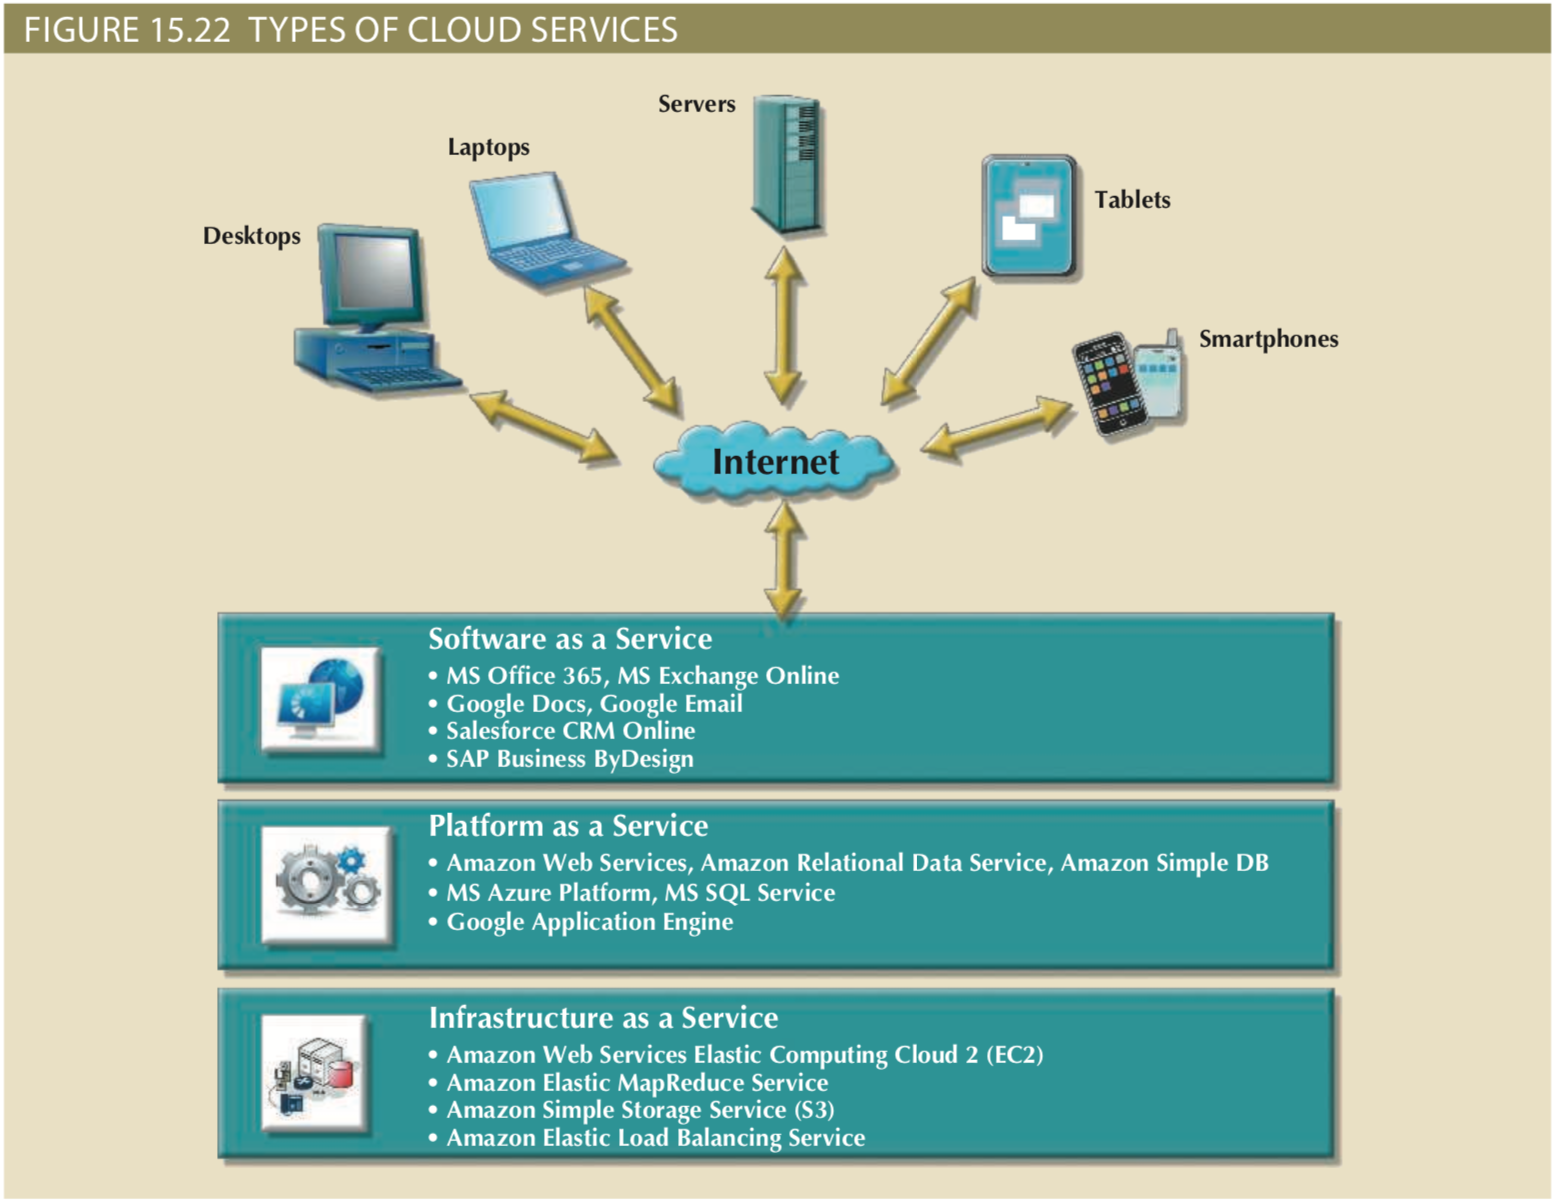 FIGURE 15.22 TYPES OF CLOUD SERVICES
Servers
Laptops
Tablets
Desktops
Smartphones
Internet
Software as a Service
• MS Office 365, MS Exchange Online
• Google Docs, Google Email
• Salesforce CRM Online
• SAP Business ByDesign
Platform as a Service
• Amazon Web Services, Amazon Relational Data Service, Amazon Simple DB
• MS Azure Platform, MS SQL Service
• Google Application Engine
Infrastructure as a Service
• Amazon Web Services Elastic Computing Cloud 2 (EC2)
• Amazon Elastic MapReduce Service
• Amazon Simple Storage Service (S3)
• Amazon Elastic Load Balancing Service